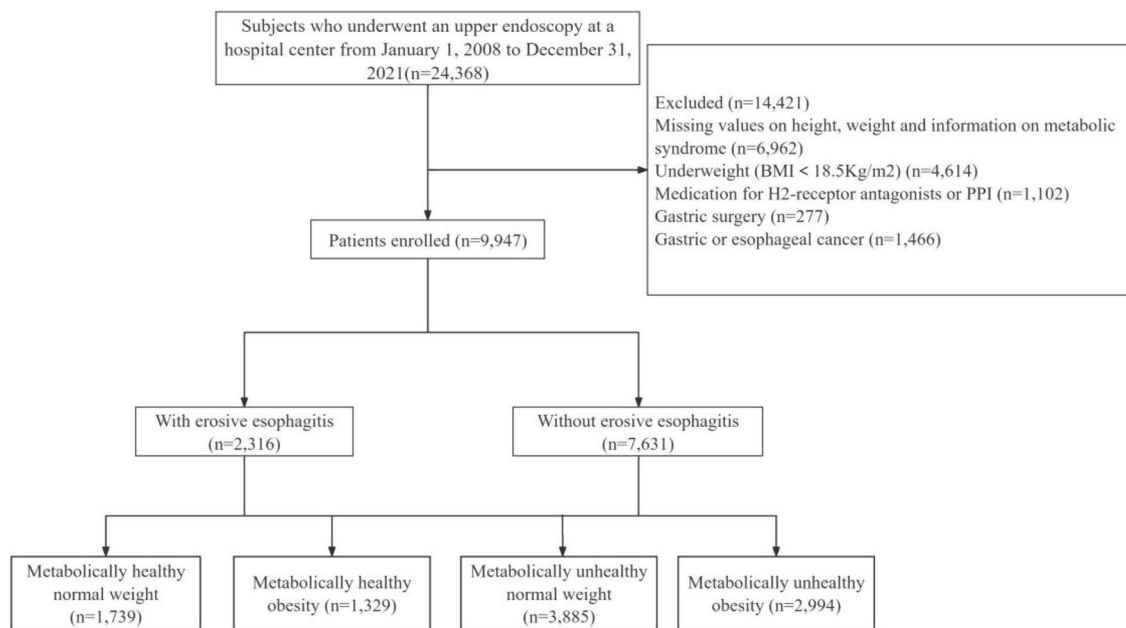 Subjects who underwent an upper endoscopy at a
hospital center from January 1, 2008 to December 31,
2021(n=24,368)
Excluded (n=14,421)
Missing values on height, weight and information on metabolic
syndrome (n=6,962)
Underweight (BMI < 18.5Kg/m2) (n=4,614)
Medication for H2-receptor antagonists or PPI (n=1,102)
Gastric surgery (n=277)
Gastric or esophageal cancer (n=1,466)
Patients enrolled (n=9,947)
With erosive esophagitis
(n=2,316)
Without erosive esophagitis
(n=7,631)
Metabolically healthy
normal weight
(n=1,739)
Metabolically healthy
obesity (n=1,329)
Metabolically unhealthy
normal weight
(n=3,885)
Metabolically unhealthy
obesity (n=2,994)